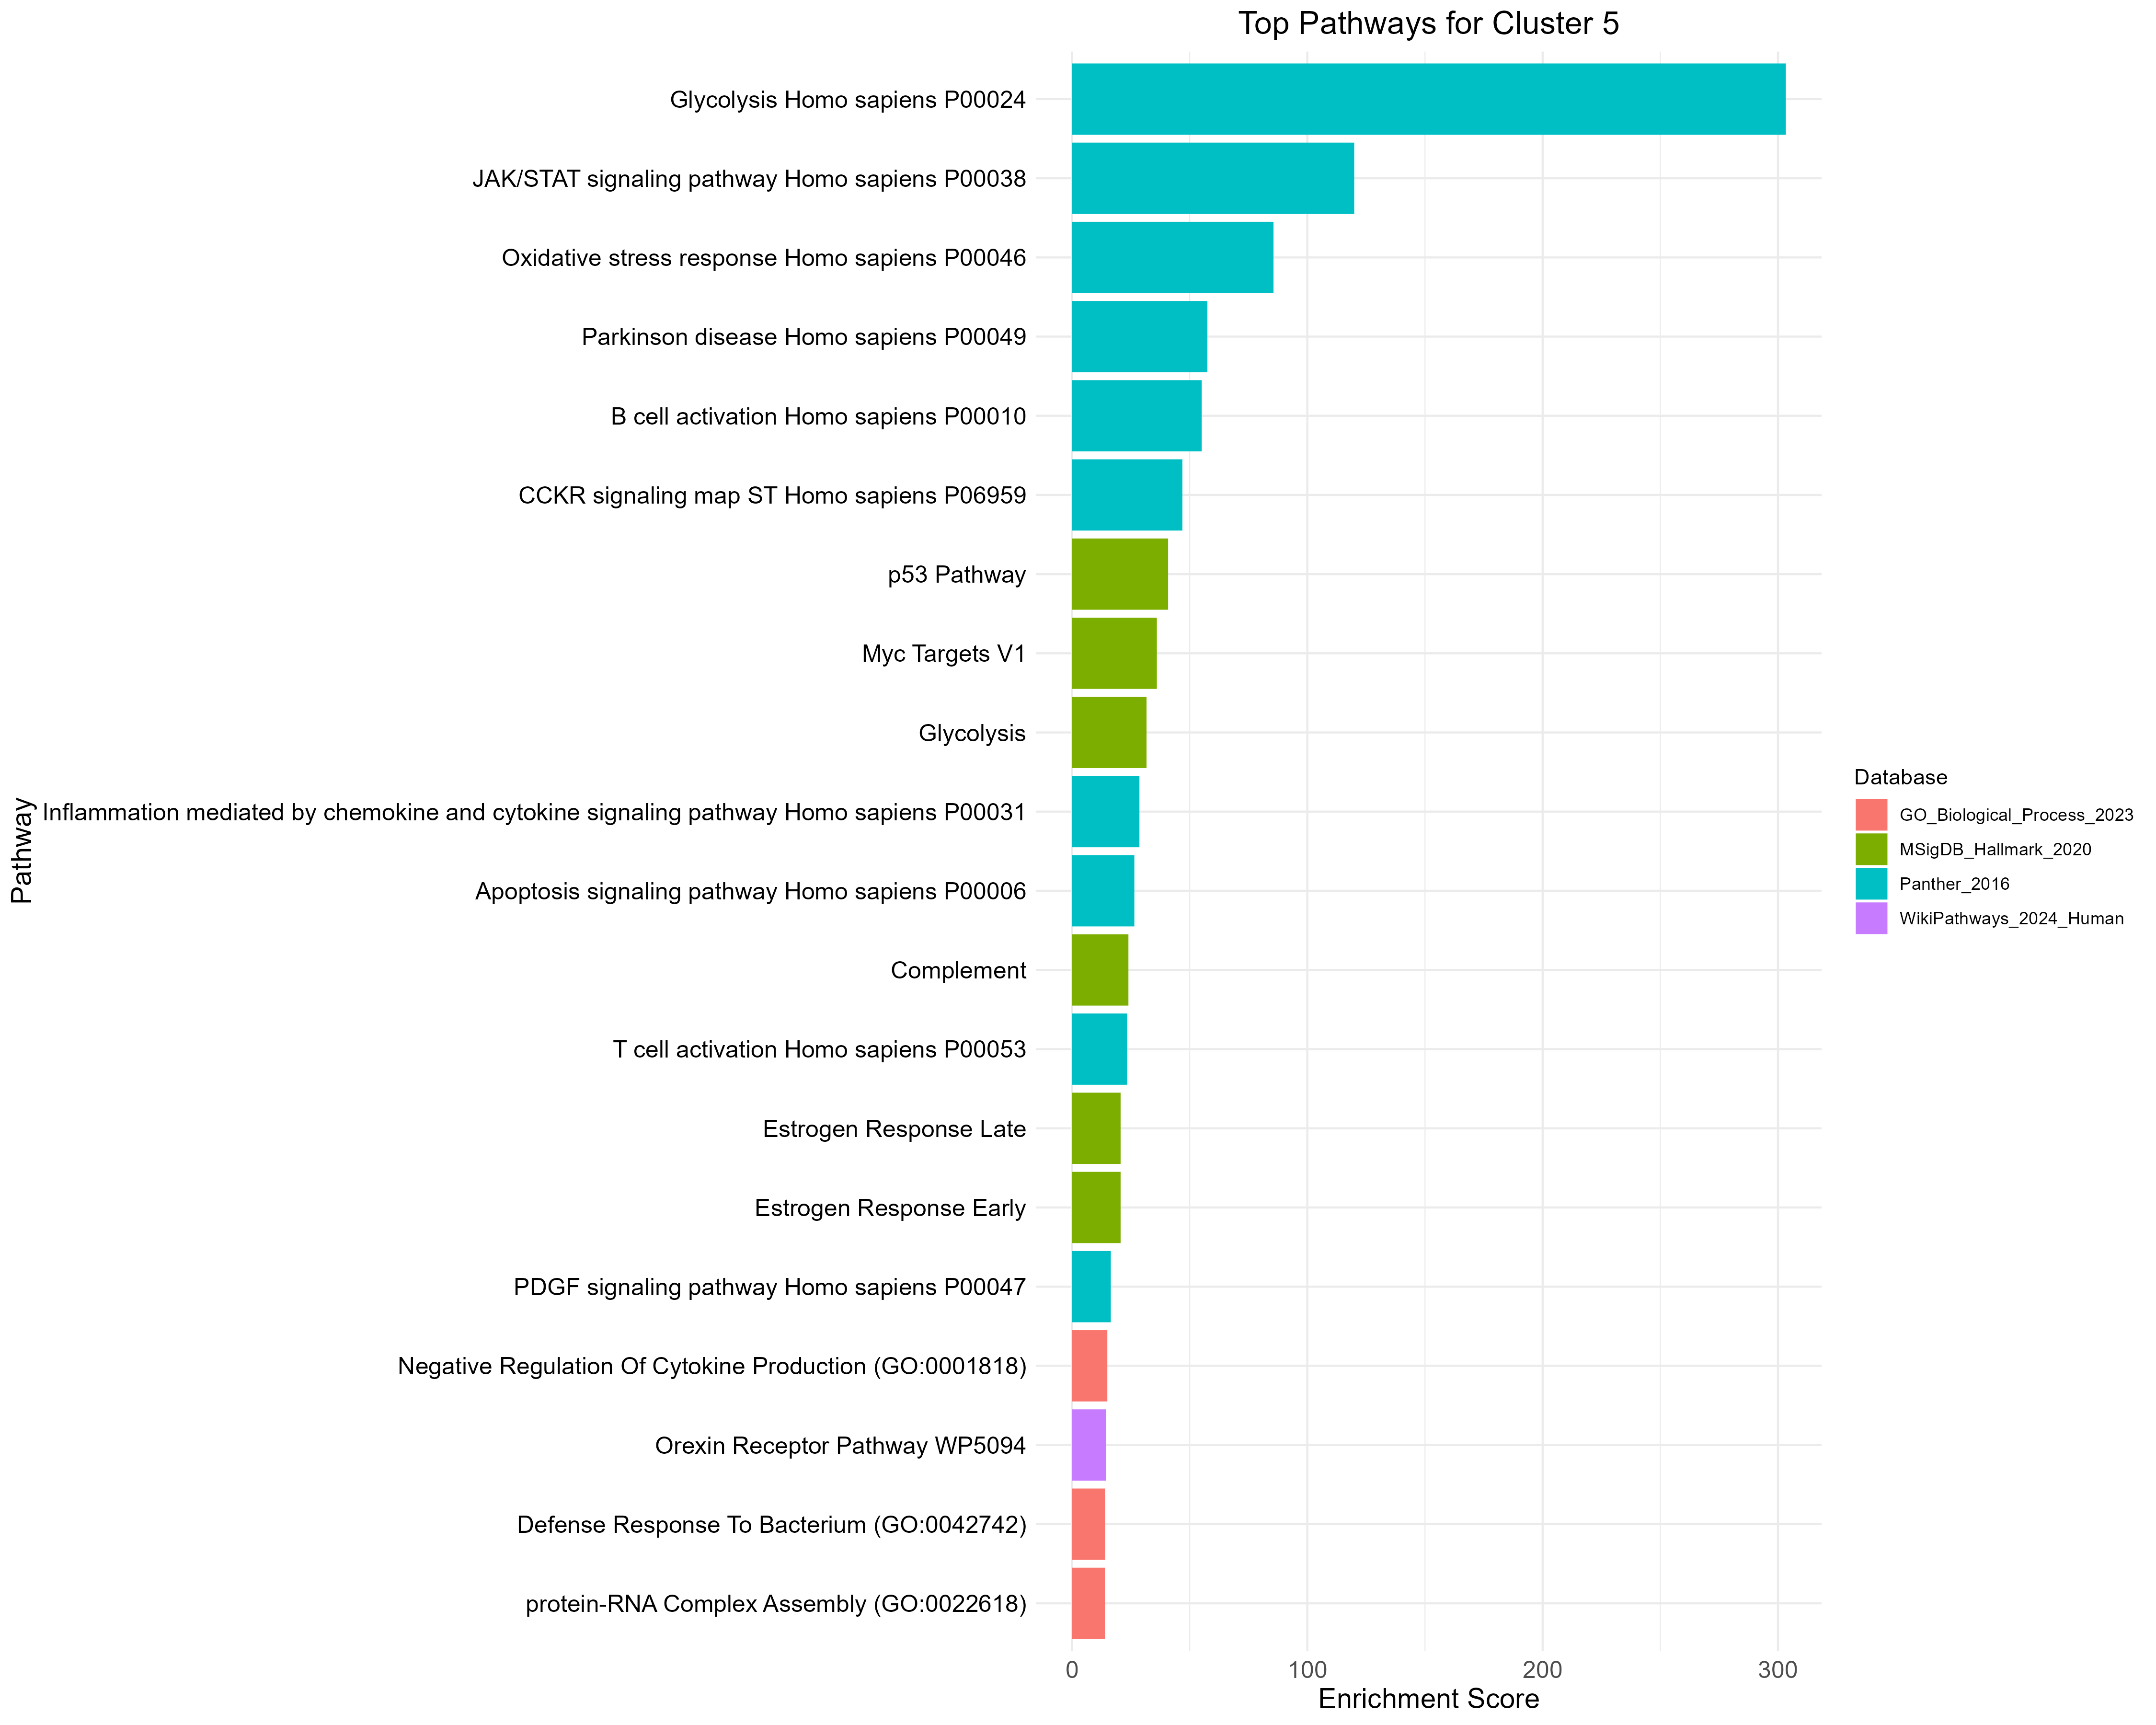 Top Pathways for Cluster 5
Glycolysis Homo sapiens P00024
JAK/STAT signaling pathway Homo sapiens P00038
Oxidative stress response Homo sapiens P00046
Parkinson disease Homo sapiens P00049
B cell activation Homo sapiens P00010
CCKR signaling map ST Homo sapiens P06959
p53 Pathway
Myc Targets V1
Glycolysis
Inflammation mediated by chemokine and cytokine signaling pathway Homo sapiens P00031
Apoptosis signaling pathway Homo sapiens P00006
Complement
T cell activation Homo sapiens P00053
Estrogen Response Late
Estrogen Response Early
PDGF signaling pathway Homo sapiens P00047
Negative Regulation Of Cytokine Production (GO:0001818)
Orexin Receptor Pathway WP5094
Defense Response To Bacterium (GO:0042742)
protein-RNA Complex Assembly (GO:0022618)
Pathway
0 100 200 300
Enrichment Score
Database
GO_Biological_Process_2023
MSigDB_Hallmark_2020
Panther_2016
WikiPathways_2024_Human